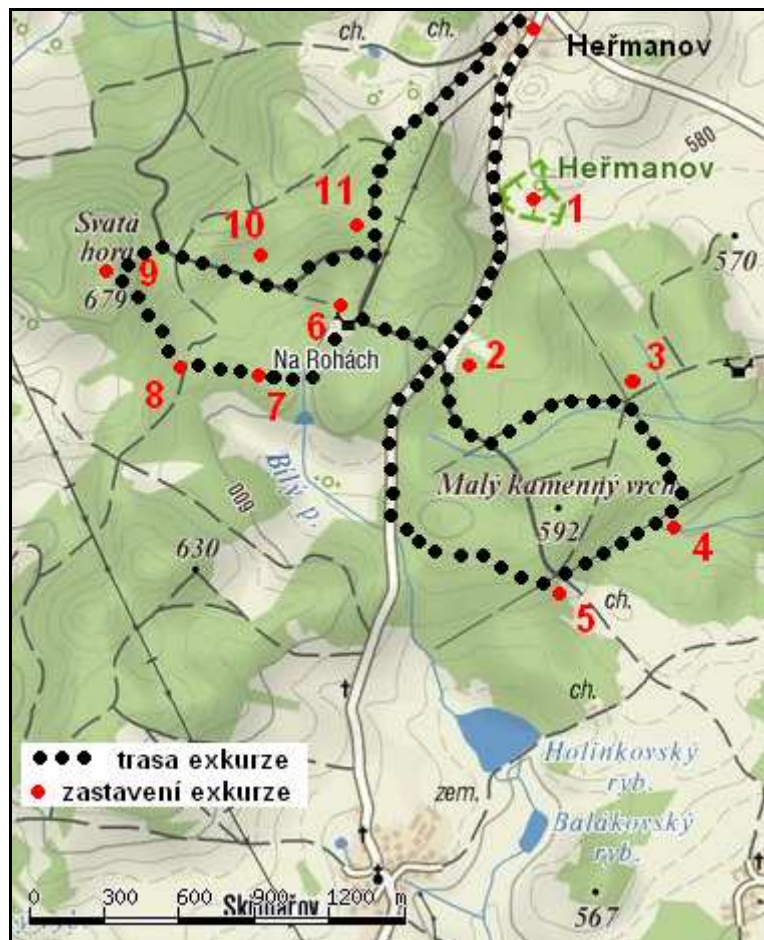 ch.
ch.
Heřmanov
580
Heřmanov
1
11
10
Svatá
hora
9
679
570
6
Na Rohách
2
3
8
7
Bílý p.
600
Malý kamenný vrch
592
4
630
5
ch.
ch.
trasa exkurze
zastavení exkurze
Holinkovský
ryb.
zem.
Balákovský
ryb.
0 300 600 900 1200 m
567